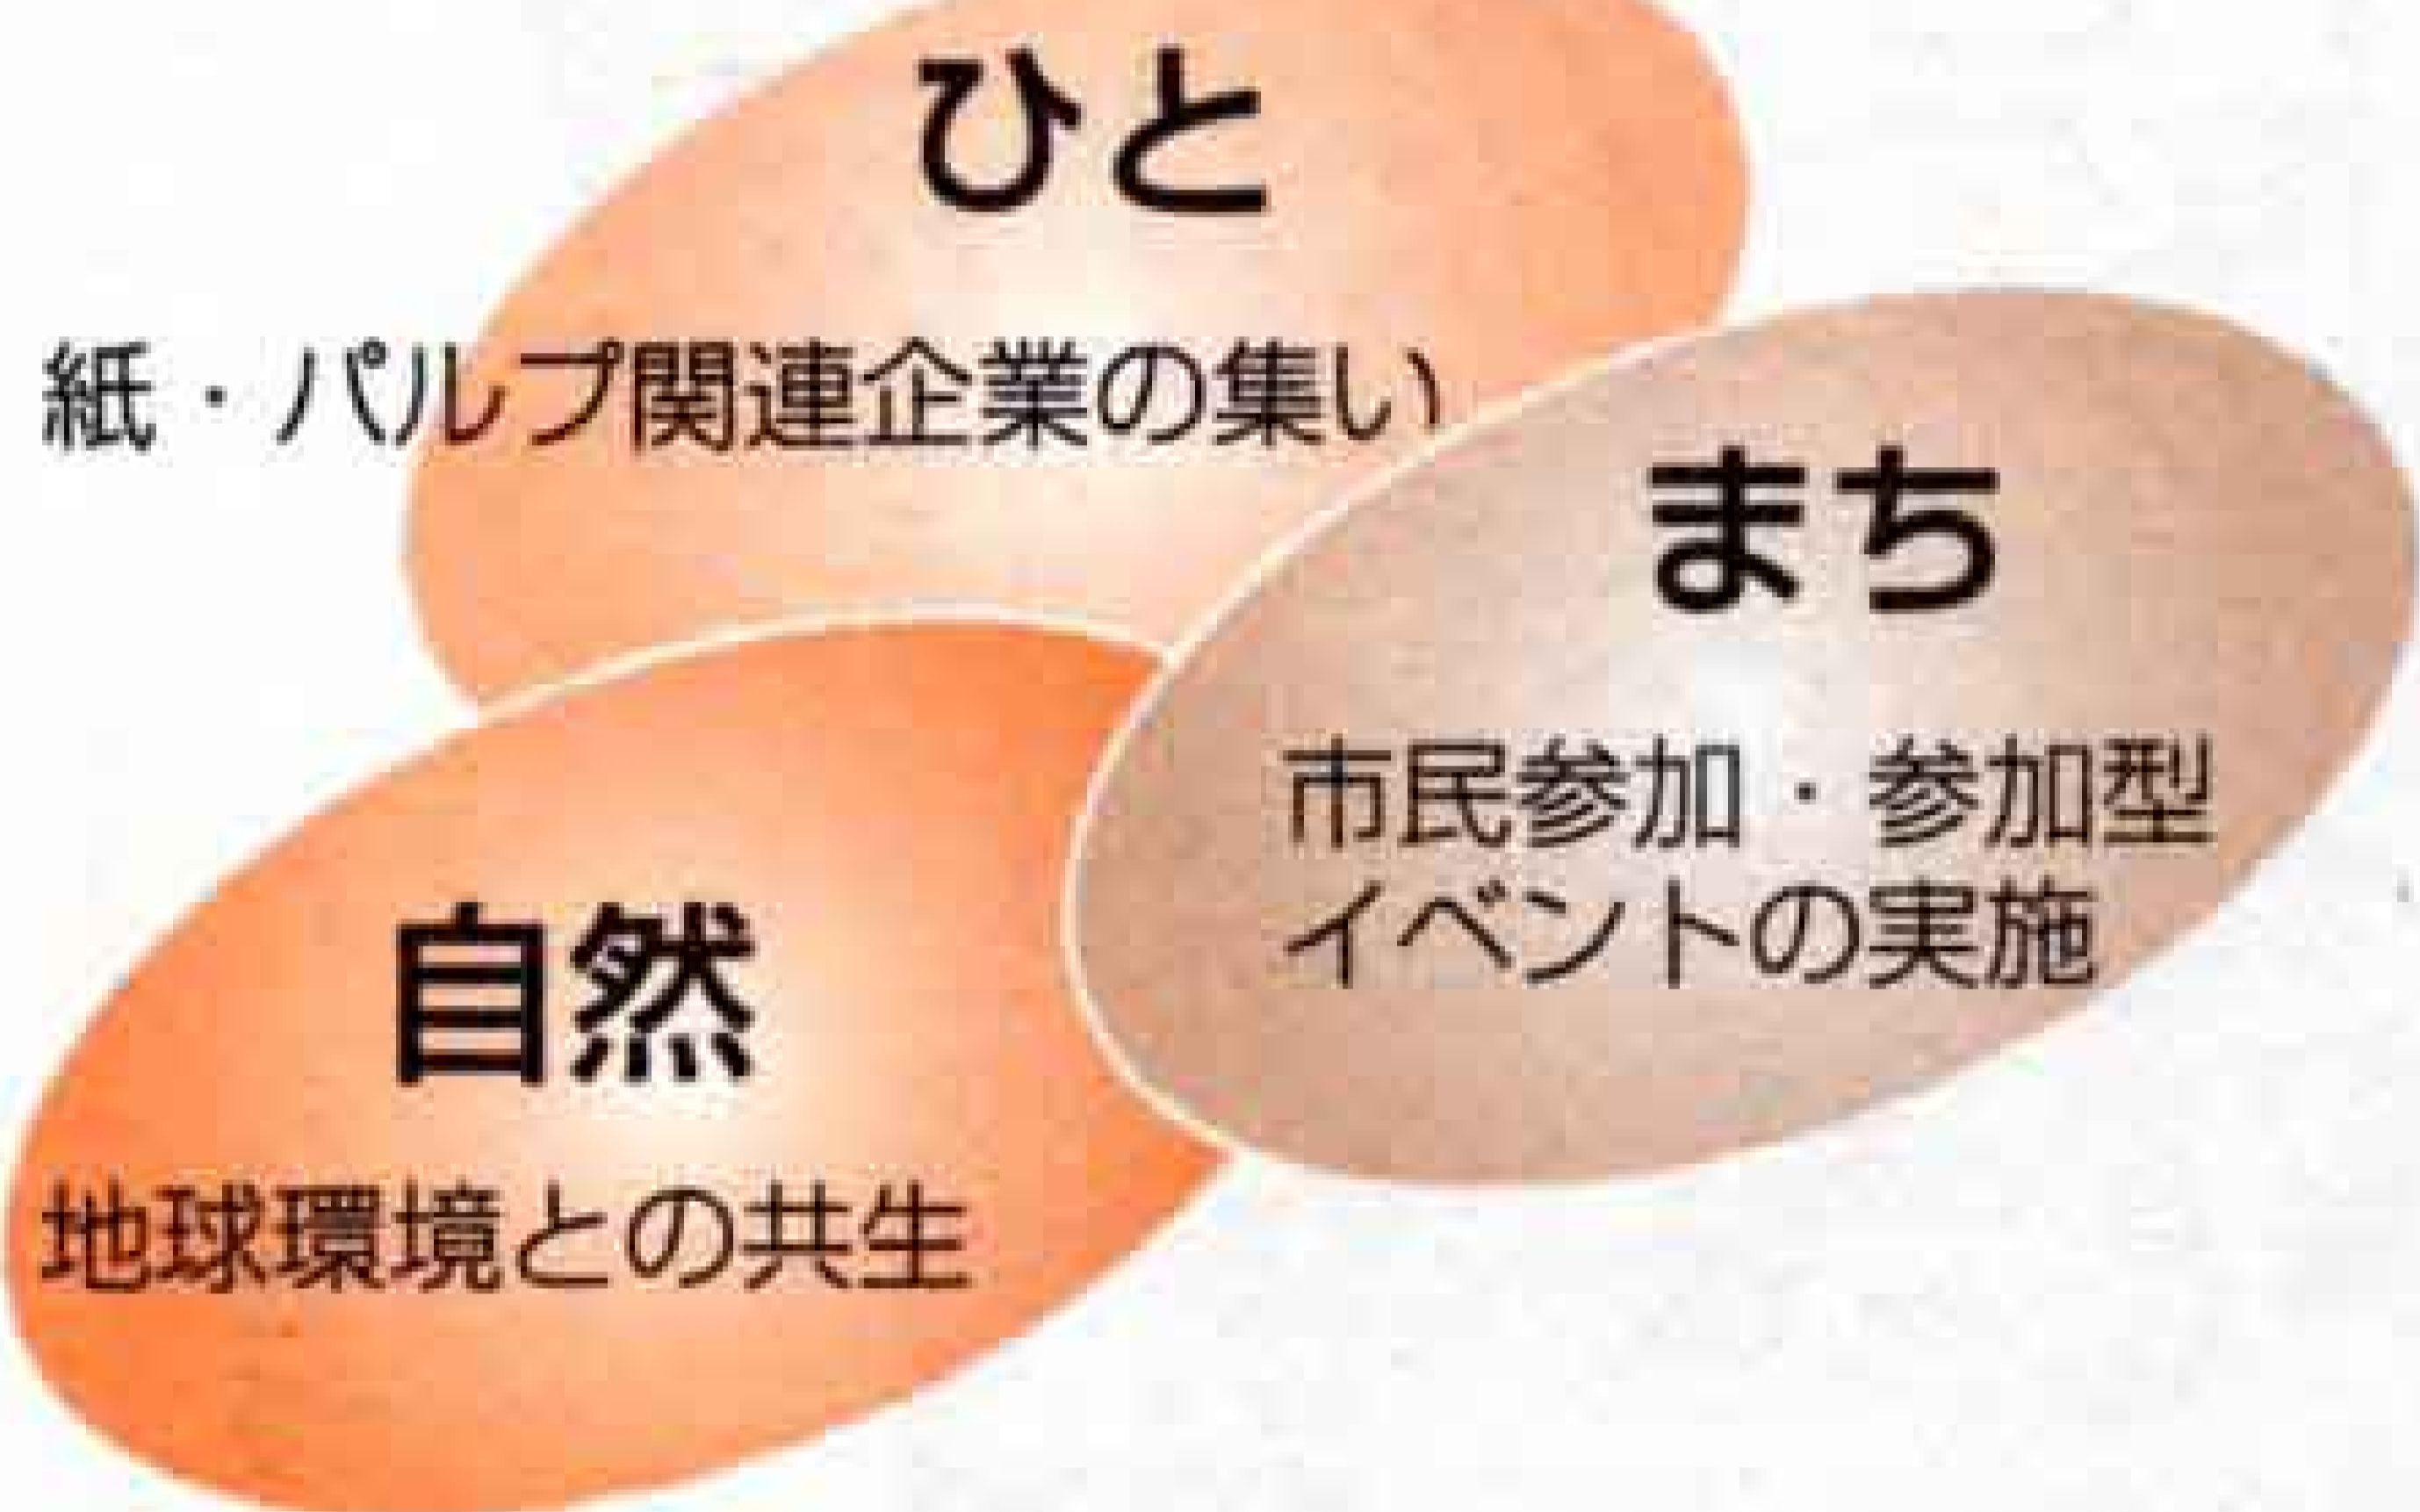 ひと
紙・パルプ関連企業の集い
まち
市民参加・参加型
イベントの実施
自然
地球環境との共生